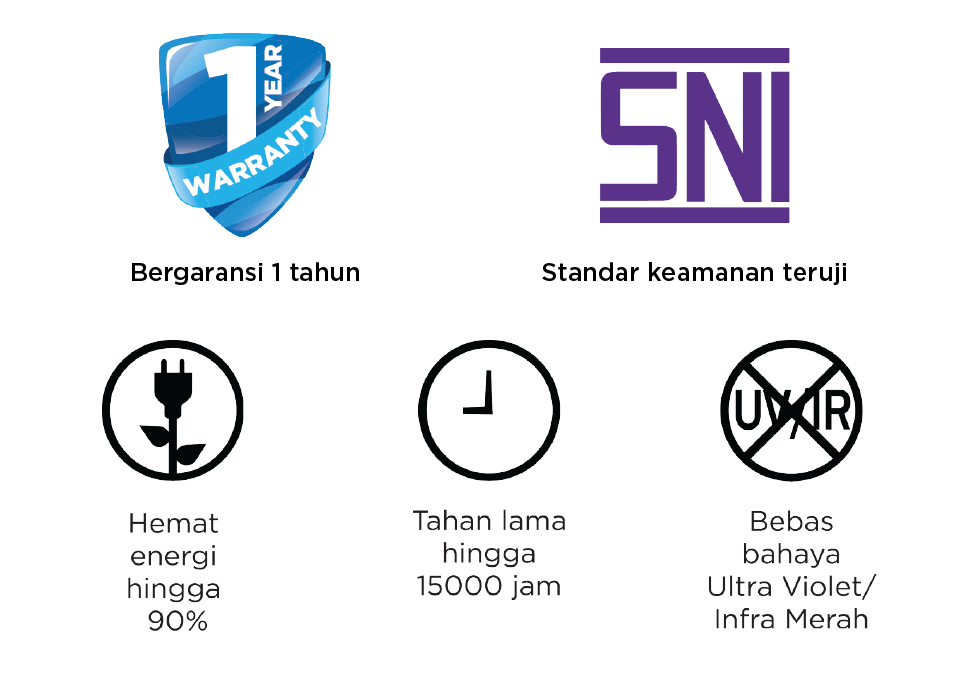 1
YEAR
WARRANTY
SNI
Bergaransi 1 tahun
Standar keamanan teruji
UV/IR
Hemat
energi
hingga
90%
Tahan lama
hingga
15000 jam
Bebas
bahaya
Ultra Violet/
Infra Merah